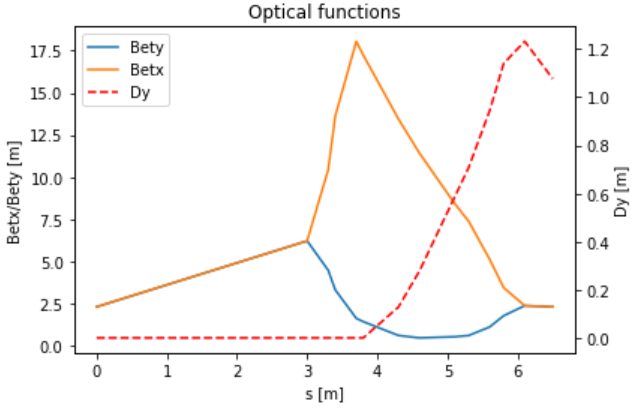 Optical functions
Bety
Betx
Dy
17.5
15.0
12.5
10.0
7.5
5.0
2.5
0.0
Betx/Bety [m]
1.2
1.0
0.8
0.6
0.4
0.2
0.0
Dy [m]
0 1 2 3 4 5 6
s [m]